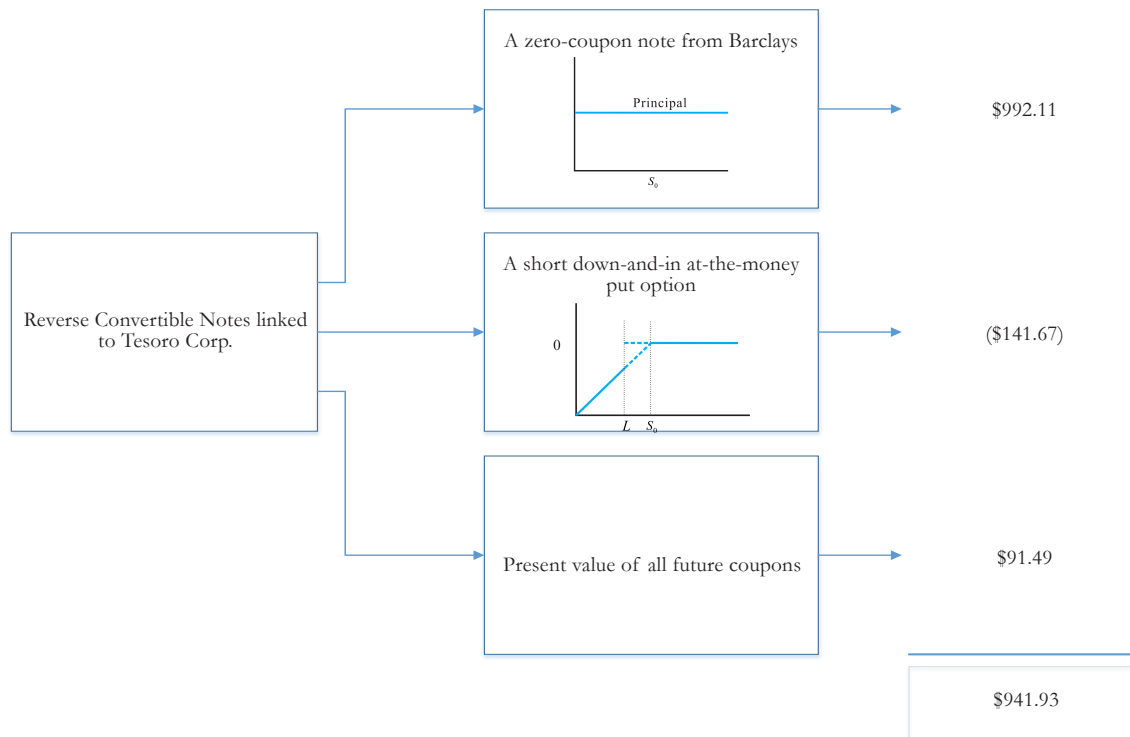 A zero-coupon note from Barclays
Principal
S₀
$992.11
Reverse Convertible Notes linked
to Tesoro Corp.
A short down-and-in at-the-money
put option
0
L S₀
($141.67)
Present value of all future coupons
$91.49
$941.93